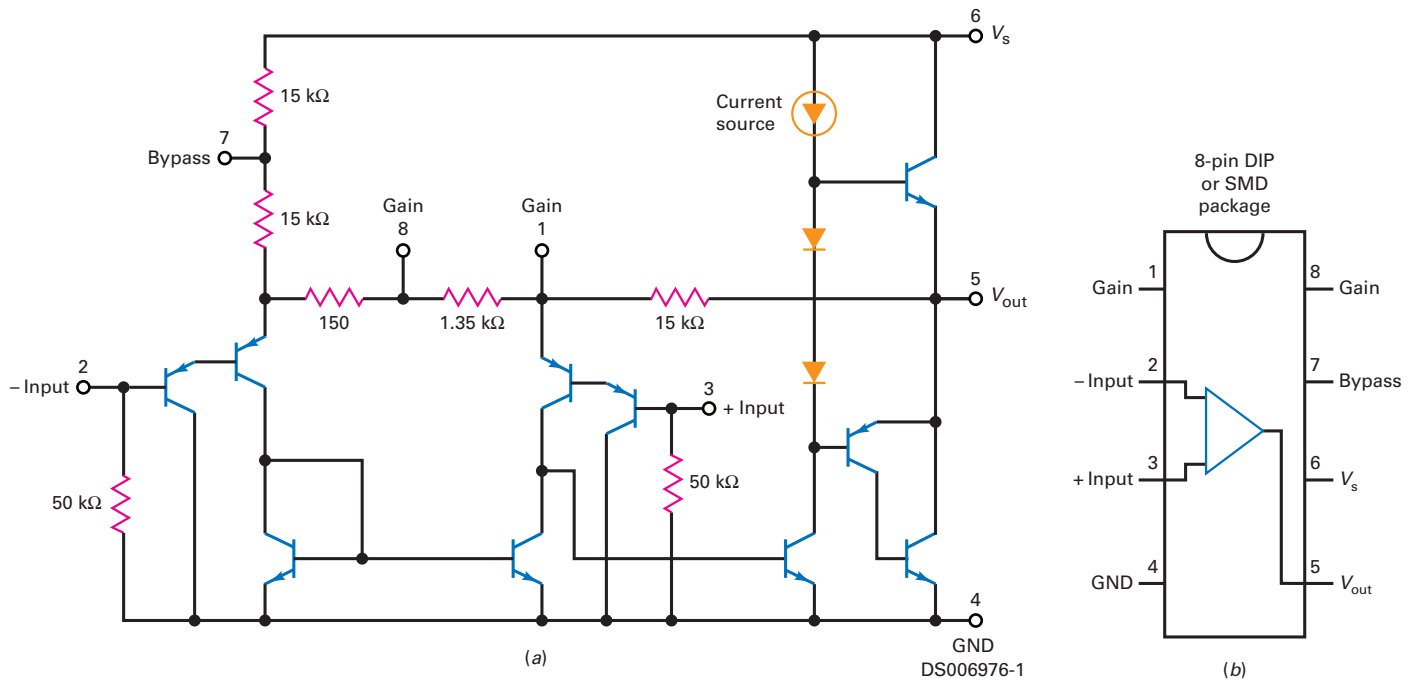 6
Vs
15 kΩ
Current
source
7
Bypass
15 kΩ
Gain
8
Gain
1
5
Vout
150
1.35 kΩ
15 kΩ
2
– Input
3
+ Input
50 kΩ
50 kΩ
4
GND
DS006976-1
(a)
8-pin DIP
or SMD
package
1
Gain
8
Gain
2
– Input
7
Bypass
3
+ Input
6
Vs
4
GND
5
Vout
(b)